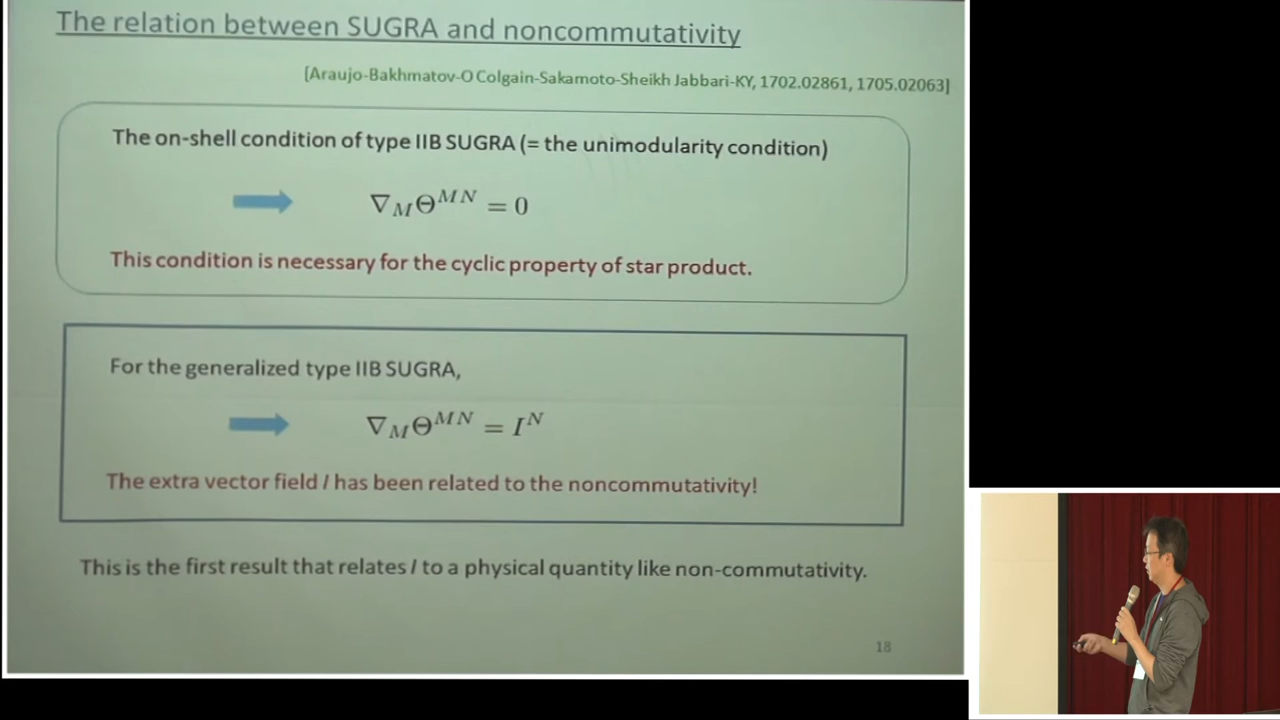 The relation between SUGRA and noncommutativity
[Araujo-Bakhmatov-O Colgain-Sakamoto-Sheikh Jabbari-KY, 1702.02861, 1705.02063]
The on-shell condition of type IIB SUGRA (= the unimodularity condition)
∇_M Θ^{MN} = 0
This condition is necessary for the cyclic property of star product.
For the generalized type IIB SUGRA,
∇_M Θ^{MN} = I^N
The extra vector field I has been related to the noncommutativity!
This is the first result that relates I to a physical quantity like non-commutativity.
18